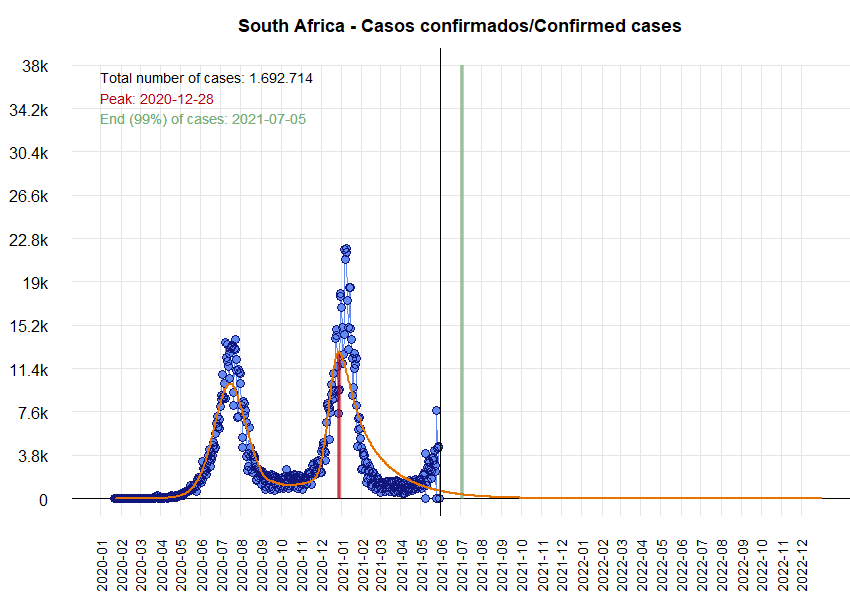 South Africa - Casos confirmados/Confirmed cases
38k
Total number of cases: 1.692.714
Peak: 2020-12-28
34.2k
End (99%) of cases: 2021-07-05
30.4k
26.6k
22.8k
19k
15.2k
11.4k
7.6k
3.8k
0
2020-01
2020-02
2020-03
2020-04
2020-05
2020-06
2020-07
2020-08
2020-09
2020-10
2020-11
2020-12
2021-01
2021-02
2021-03
2021-04
2021-05
2021-06
2021-07
2021-08
2021-09
2021-10
2021-11
2021-12
2022-01
2022-02
2022-03
2022-04
2022-05
2022-06
2022-07
2022-08
2022-09
2022-10
2022-11
2022-12